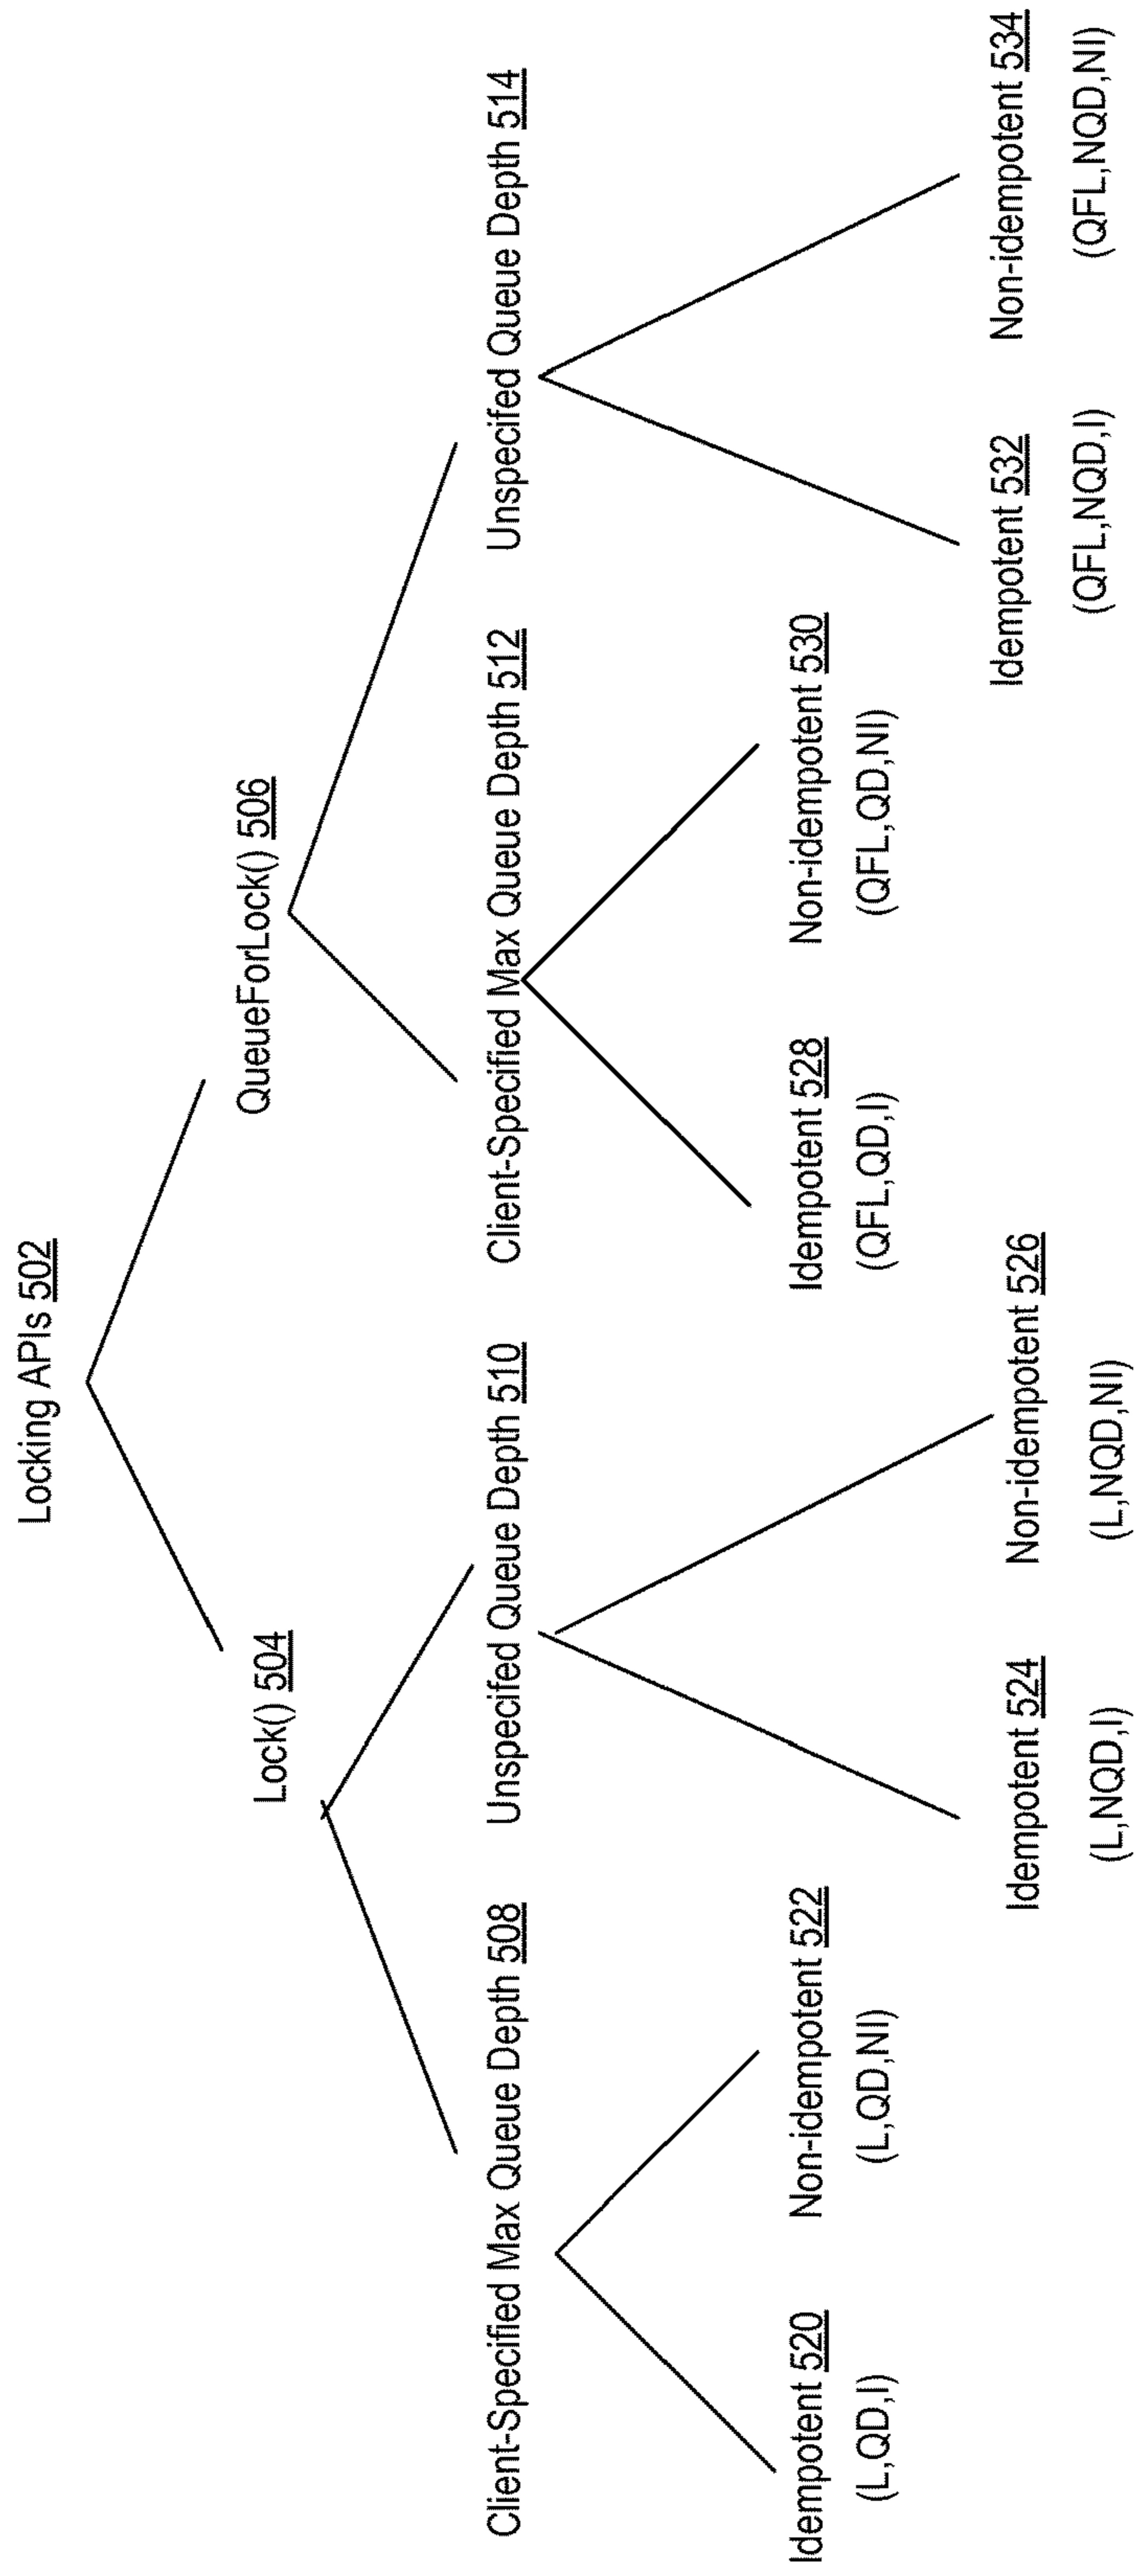 Locking APIs 502
Lock() 504
QueueForLock() 506
Client-Specified Max Queue Depth 508
Unspecifed Queue Depth 510
Client-Specified Max Queue Depth 512
Unspecifed Queue Depth 514
Idempotent 520
(L,QD,I)
Non-idempotent 522
(L,QD,NI)
Idempotent 524
(L,NQD,I)
Non-idempotent 526
(L,NQD,NI)
Idempotent 528
(QFL,QD,I)
Non-idempotent 530
(QFL,QD,NI)
Idempotent 532
(QFL,NQD,I)
Non-idempotent 534
(QFL,NQD,NI)